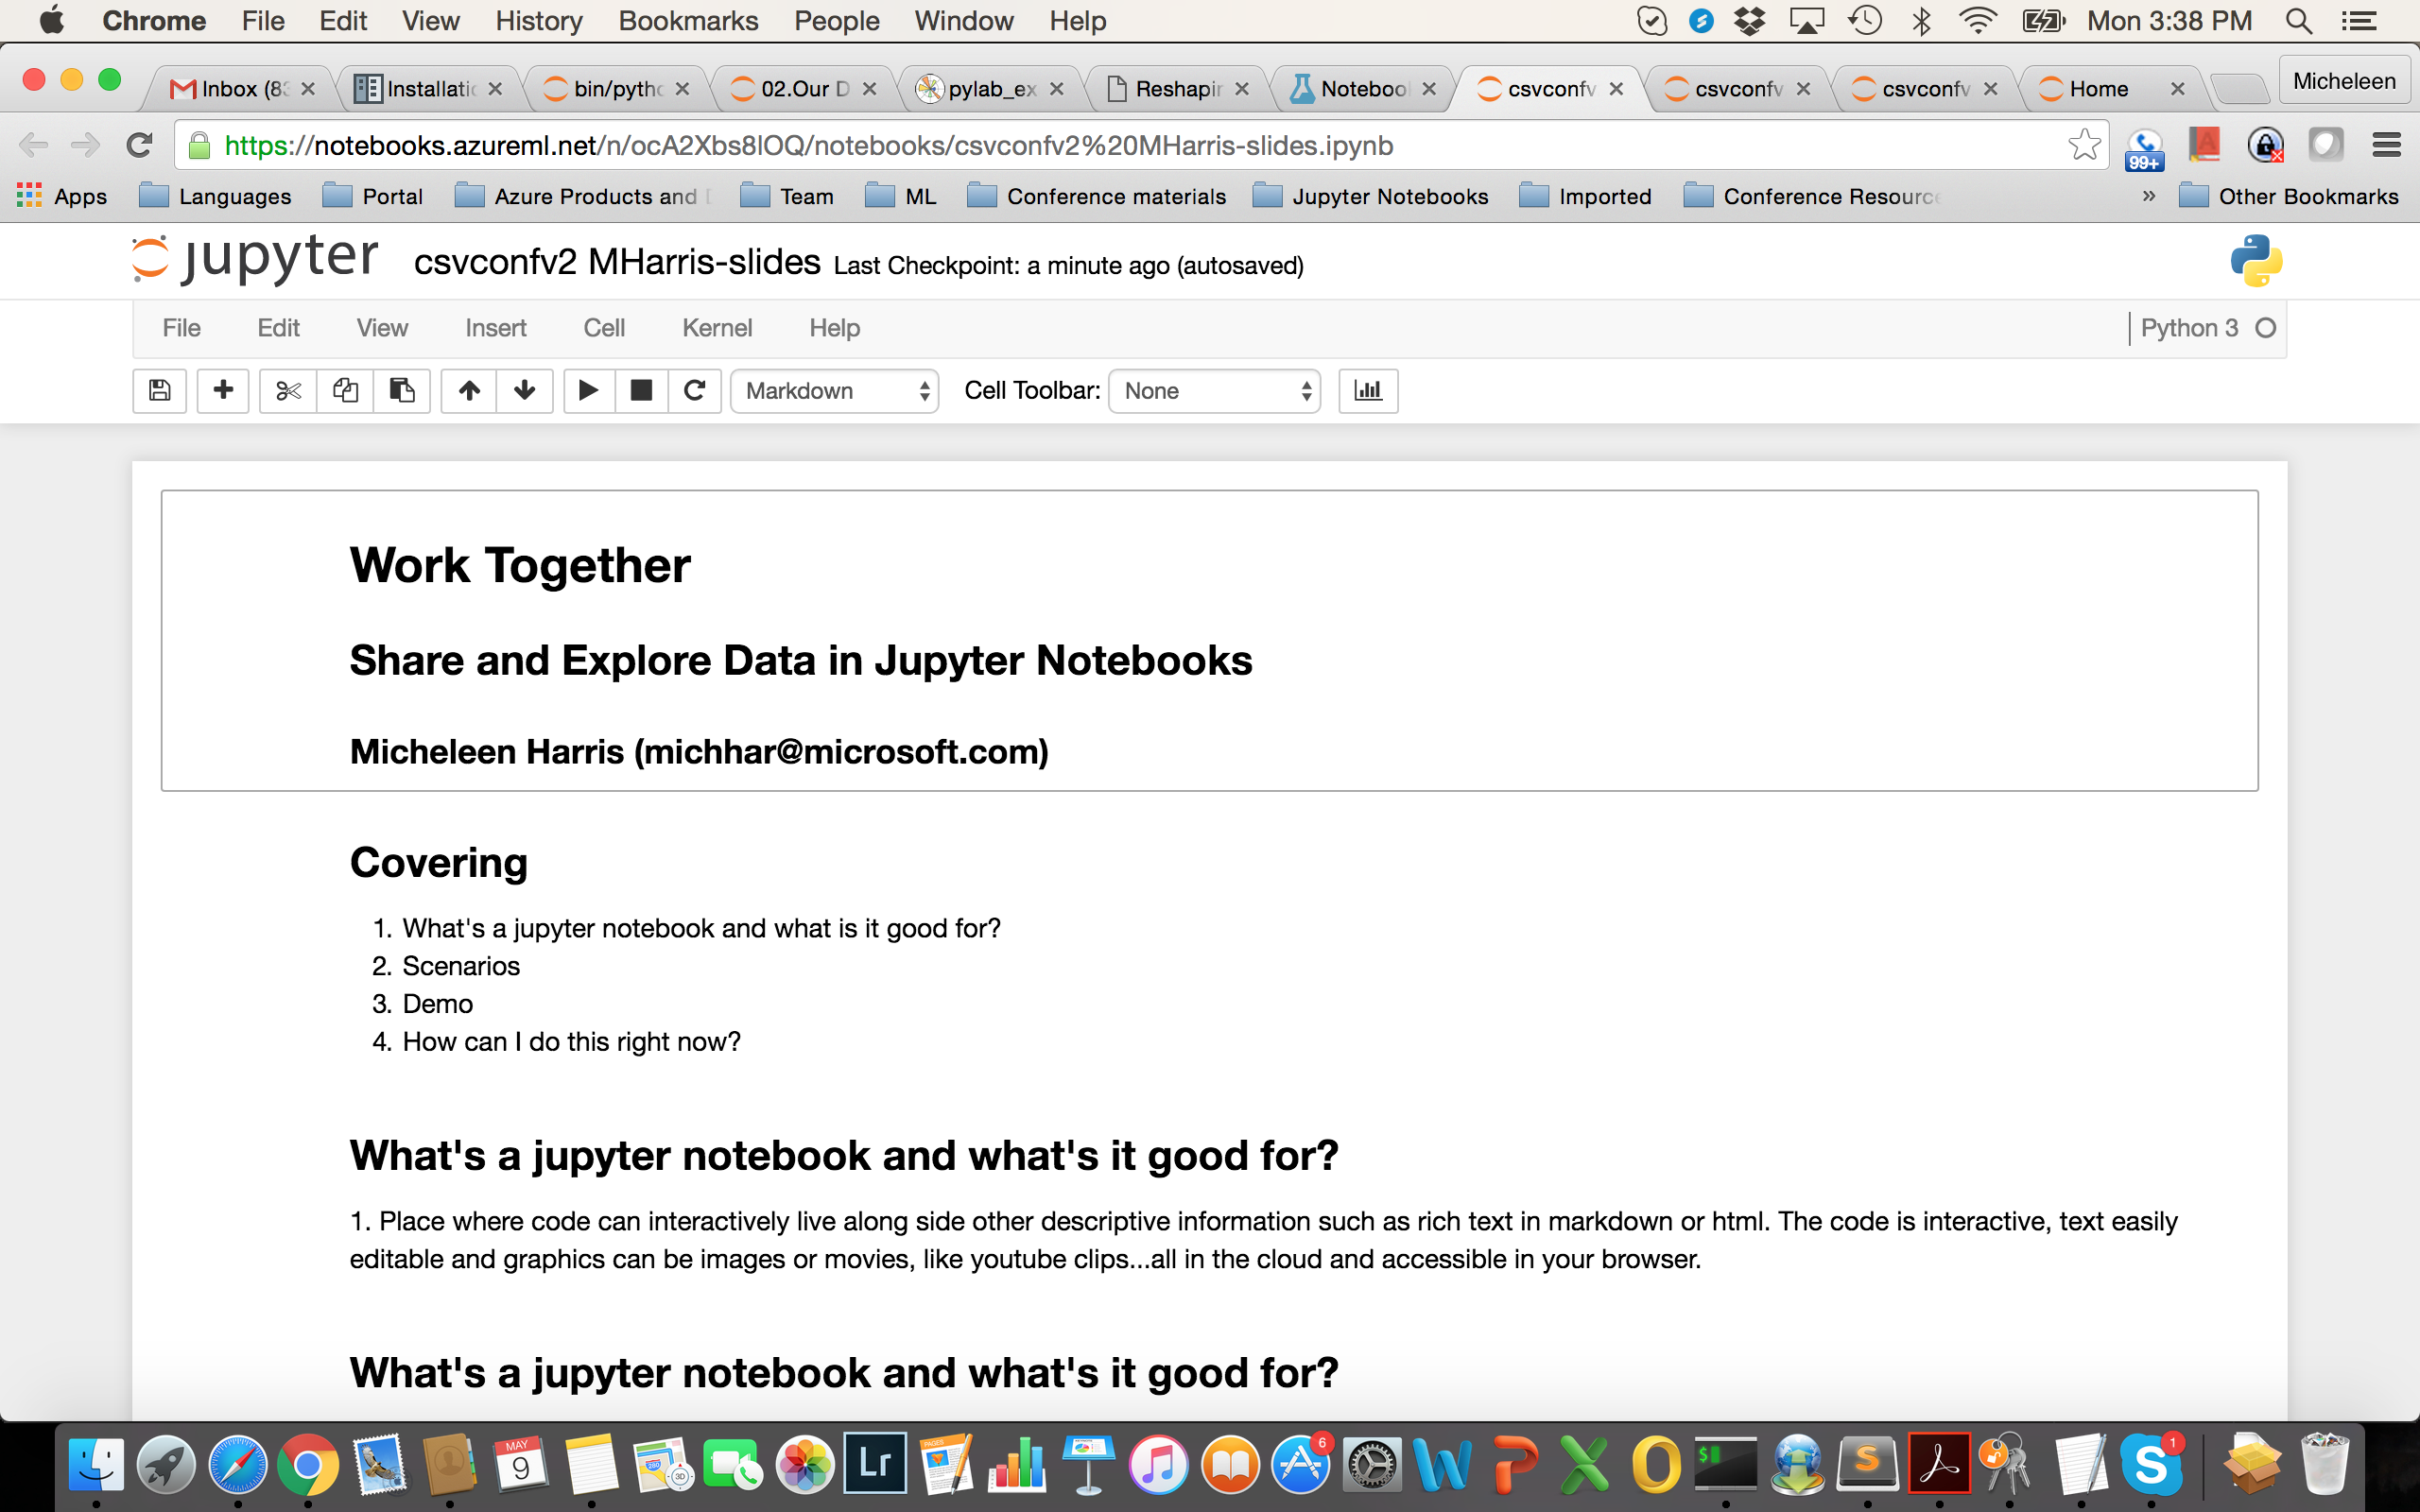 Chrome File Edit View History Bookmarks People Window Help Mon 3:38 PM
Inbox (83 Installatio bin/pytho 02.Our D pylab_ex Reshapin Noteboo csvconfv csvconfv csvconfv Home Micheleen
https://notebooks.azureml.net/n/ocA2Xbs8lOQ/notebooks/csvconfv2%20MHarris-slides.ipynb
99+
Apps Languages Portal Azure Products and Team ML Conference materials Jupyter Notebooks Imported Conference Resource » Other Bookmarks
jupyter csvconfv2 MHarris-slides Last Checkpoint: a minute ago (autosaved)
File Edit View Insert Cell Kernel Help Python 3
Markdown Cell Toolbar: None
Work Together
Share and Explore Data in Jupyter Notebooks
Micheleen Harris (michhar@microsoft.com)
Covering
1. What's a jupyter notebook and what is it good for?
2. Scenarios
3. Demo
4. How can I do this right now?
What's a jupyter notebook and what's it good for?
1. Place where code can interactively live along side other descriptive information such as rich text in markdown or html. The code is interactive, text easily
editable and graphics can be images or movies, like youtube clips...all in the cloud and accessible in your browser.
What's a jupyter notebook and what's it good for?
MAY
9
3D
Lr
PAGES
6
$
S
1